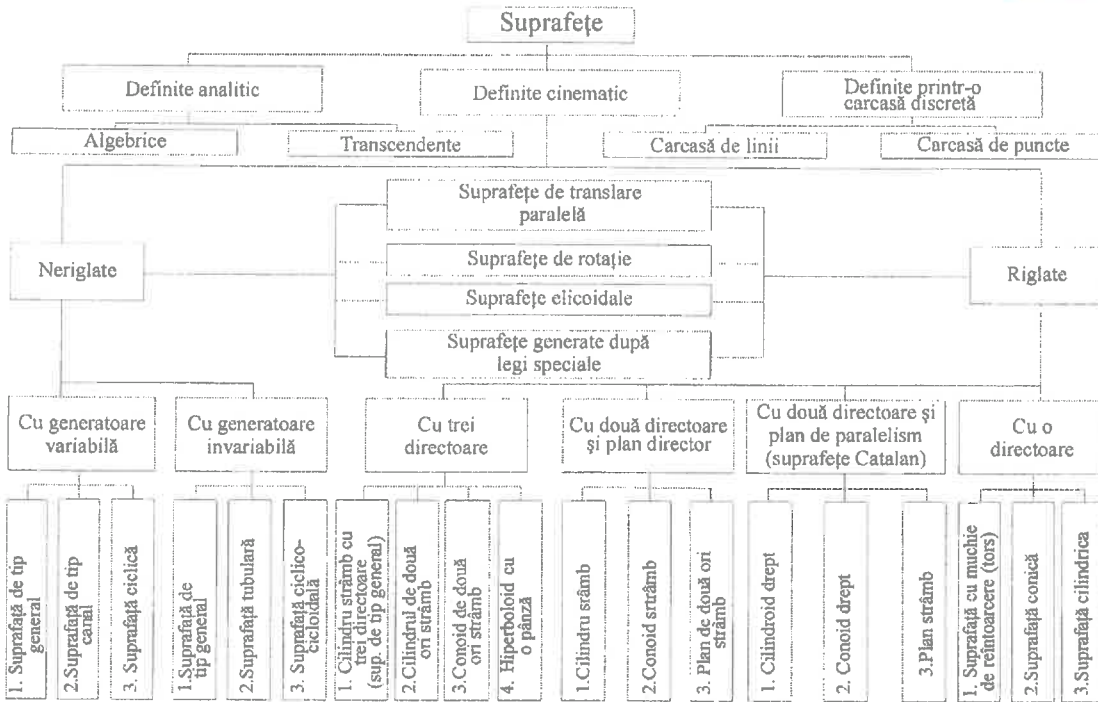 Suprafețe
Definite analitic
Definite cinematic
Definite printr-o
carcasă discretă
Algebrice
Transcendente
Carcasă de linii
Carcasă de puncte
Suprafețe de translare
paralelă
Neriglate
Suprafețe de rotație
Riglate
Suprafețe elicoidale
Suprafețe generate după
legi speciale
Cu generatoare
variabilă
Cu generatoare
invariabilă
Cu trei
directoare
Cu două directoare
și plan director
Cu două directoare și
plan de paralelism
(suprafețe Catalan)
Cu o
directoare
1. Suprafață de tip
general
2.Suprafață de tip
canal
3. Suprafață ciclică
1.Suprafață de
tip general
2.Suprafață tubulară
3. Suprafață ciclico-
cicloidală
1. Cilindru strâmb cu
trei directoare
(sup. de tip general)
2.Cilindrul de două
ori strâmb
3.Conoid de două
ori strâmb
4. Hiperboloid cu
o pânză
1.Cilindru srâmb
2.Conoid srtrâmb
3. Plan de două ori
strâmb
1. Cilindroid drept
2. Conoid drept
3.Plan strâmb
1. Suprafață cu muchie
de reîntoarcere (tors)
2.Suprafață conică
3.Suprafață cilindrica